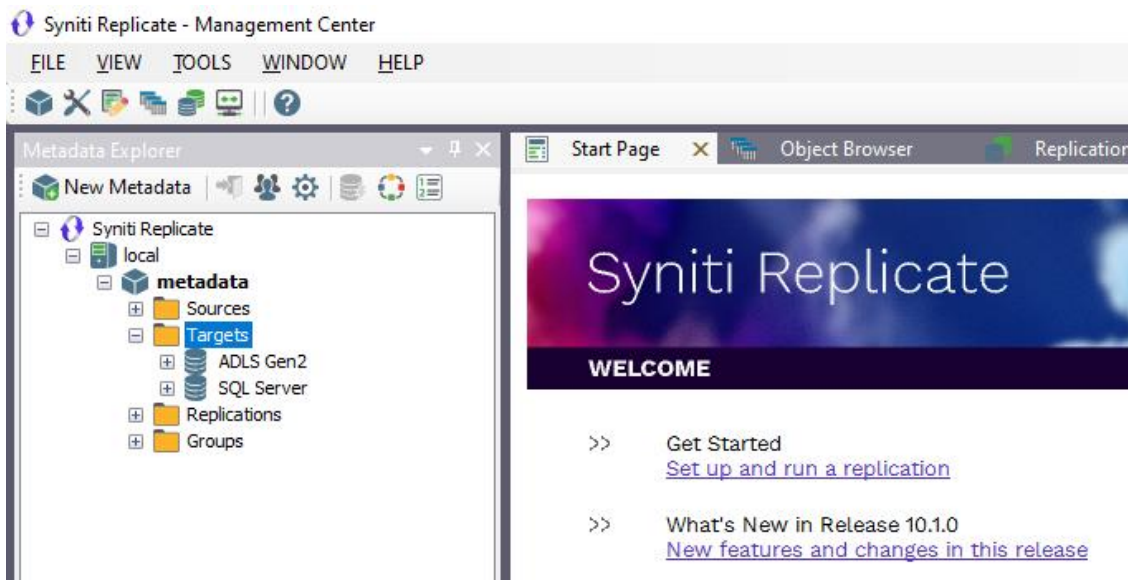 Syniti Replicate - Management Center
FILE VIEW TOOLS WINDOW HELP
Metadata Explorer
New Metadata
Syniti Replicate
local
metadata
Sources
Targets
ADLS Gen2
SQL Server
Replications
Groups
Start Page Object Browser Replication
Syniti Replicate
WELCOME
>> Get Started
Set up and run a replication
>> What's New in Release 10.1.0
New features and changes in this release